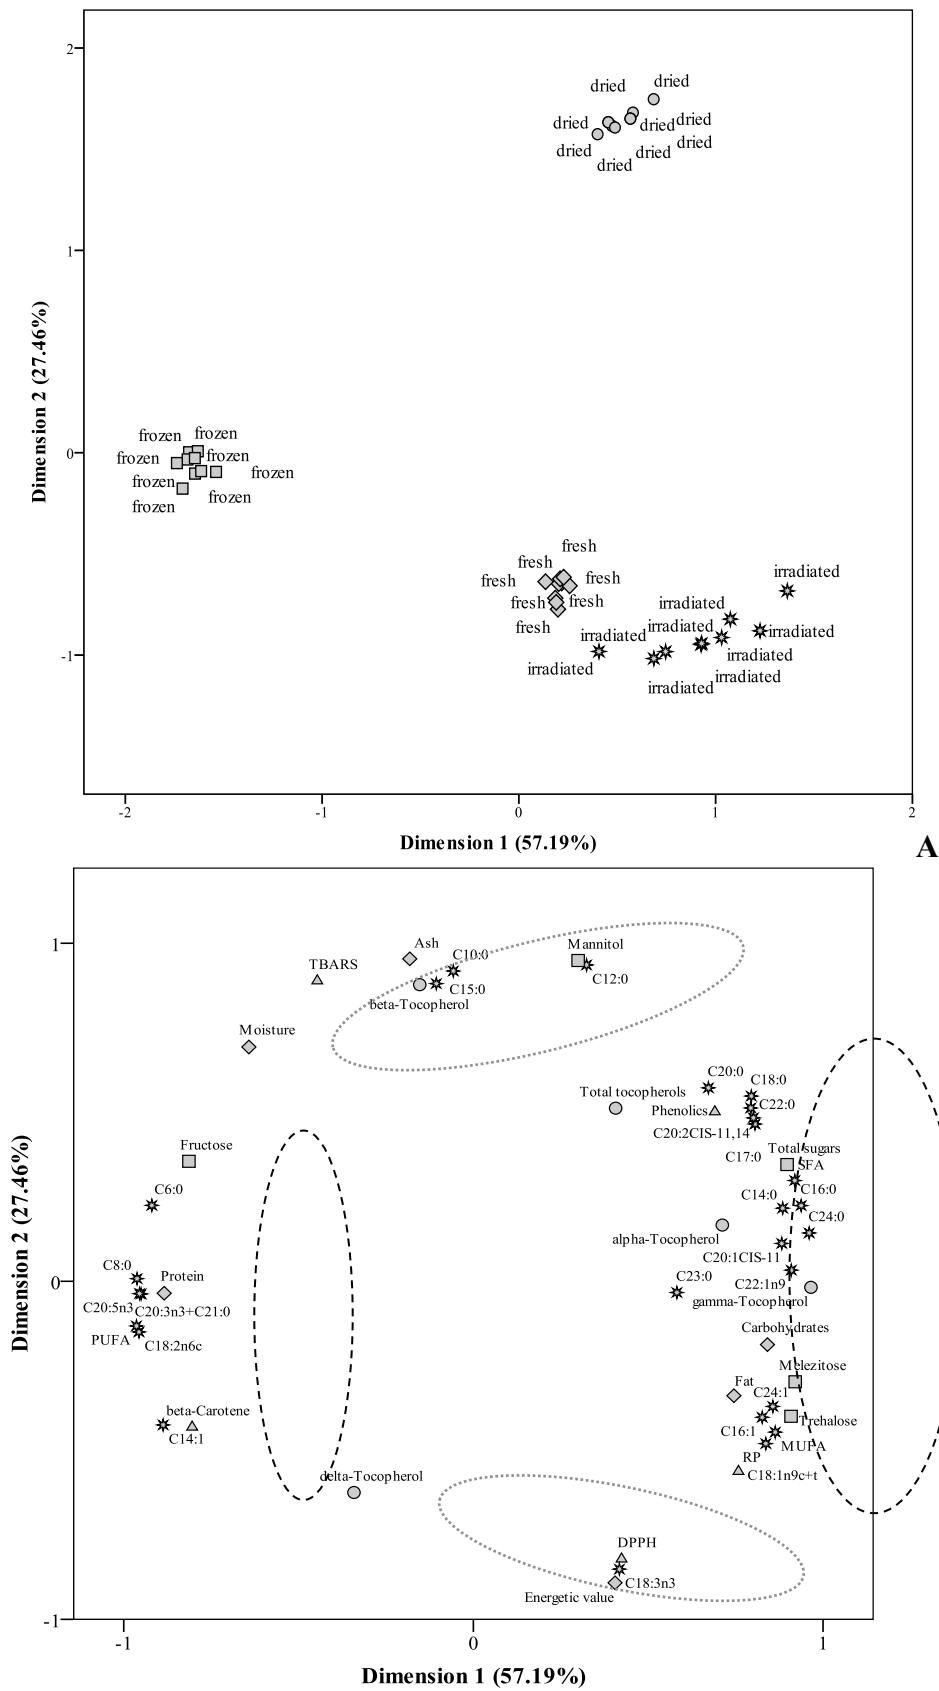 2
dried
dried
dried
dried
dried
dried
dried
dried
dried
1
Dimension 2 (27.46%)
0
frozen
frozen
frozen
frozen
frozen
frozen
frozen
frozen
fresh
fresh
fresh
fresh
fresh
fresh
fresh
irradiated
irradiated
irradiated
irradiated
irradiated
irradiated
irradiated
irradiated
irradiated
-1
-2
-1
0
1
2
Dimension 1 (57.19%)
A
1
Ash
C10:0
Mannitol
TBARS
C15:0
C12:0
beta-Tocopherol
Moisture
C20:0
C18:0
Total tocopherols
C22:0
Phenolics
C20:2CIS-11,14
Fructose
C17:0
Total sugars
SFA
C6:0
C14:0
C16:0
C24:0
alpha-Tocopherol
C20:1CIS-11
Dimension 2 (27.46%)
0
C8:0
Protein
C23:0
C22:1n9
C20:5n3
C20:3n3+C21:0
gamma-Tocopherol
PUFA
C18:2n6c
Carbohydrates
Melezitose
Fat
C24:1
beta-Carotene
C14:1
C16:1
Trehalose
MUFA
RP
C18:1n9c+t
delta-Tocopherol
DPPH
C18:3n3
Energetic value
-1
-1
0
1
Dimension 1 (57.19%)